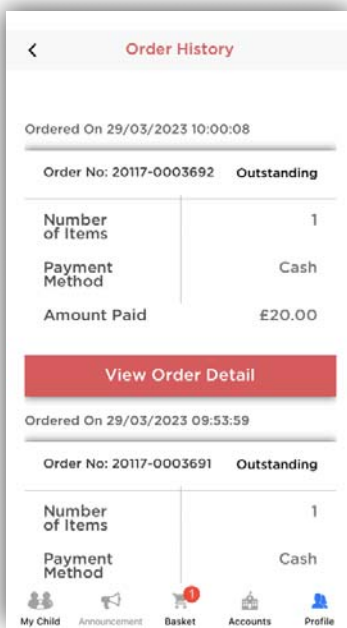 Order History
Ordered On 29/03/2023 10:00:08
Order No: 20117-0003692 Outstanding
Number of Items 1
Payment Method Cash
Amount Paid £20.00
View Order Detail
Ordered On 29/03/2023 09:53:59
Order No: 20117-0003691 Outstanding
Number of Items 1
Payment Method Cash
1
My Child Announcement Basket Accounts Profile